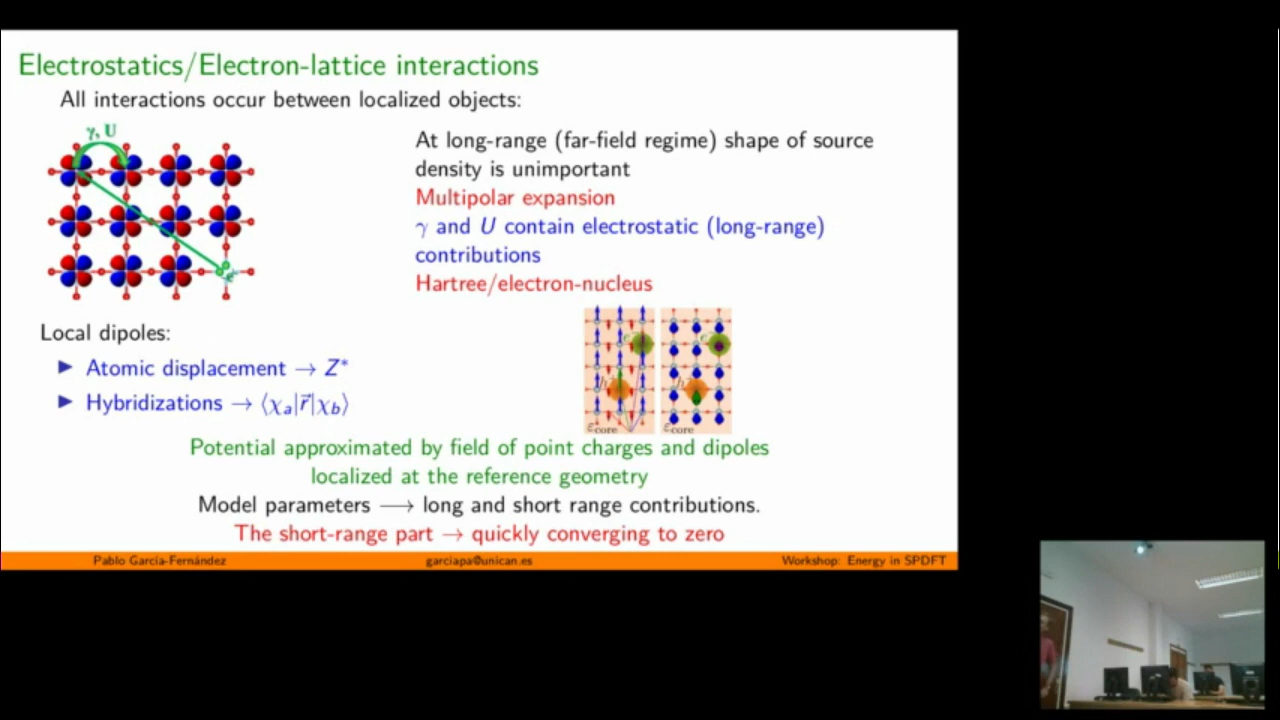 Electrostatics/Electron-lattice interactions
All interactions occur between localized objects:
γ, U
At long-range (far-field regime) shape of source
density is unimportant
Multipolar expansion
γ and U contain electrostatic (long-range)
contributions
Hartree/electron-nucleus
Local dipoles:
▶ Atomic displacement → Z*
▶ Hybridizations → ⟨χa|r⃗|χb⟩
εcore
εcore
Potential approximated by field of point charges and dipoles
localized at the reference geometry
Model parameters ⟶ long and short range contributions.
The short-range part → quickly converging to zero
Pablo García-Fernández garciapa@unican.es Workshop: Energy in SPDFT